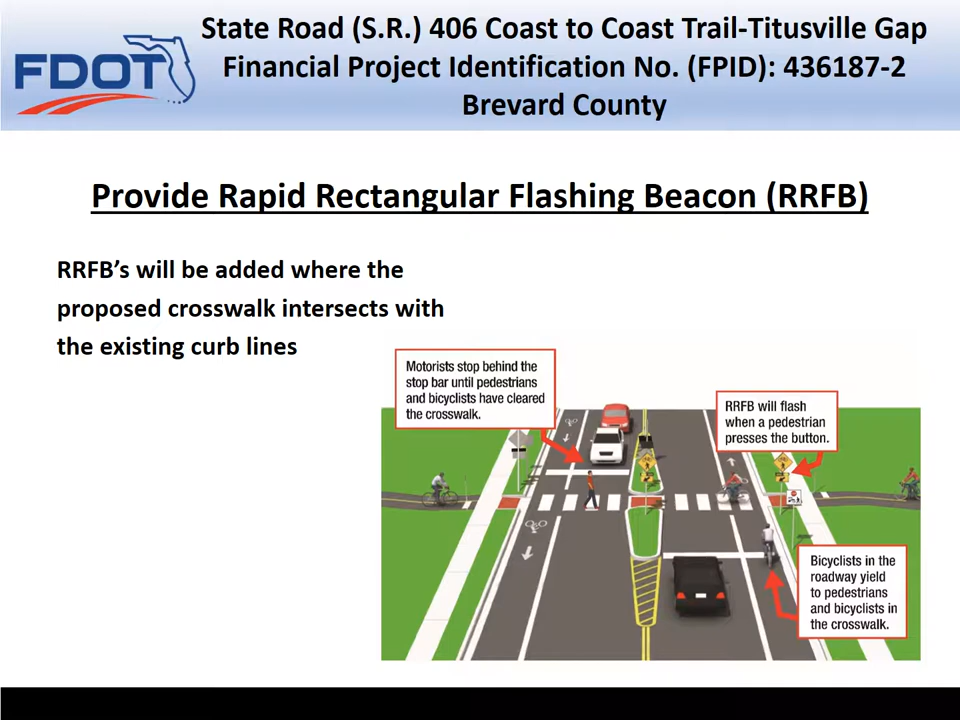 State Road (S.R.) 406 Coast to Coast Trail-Titusville Gap
Financial Project Identification No. (FPID): 436187-2
Brevard County
FDOT
Provide Rapid Rectangular Flashing Beacon (RRFB)
RRFB’s will be added where the
proposed crosswalk intersects with
the existing curb lines
Motorists stop behind the
stop bar until pedestrians
and bicyclists have cleared
the crosswalk.
RRFB will flash
when a pedestrian
presses the button.
Bicyclists in the
roadway yield
to pedestrians
and bicyclists in
the crosswalk.